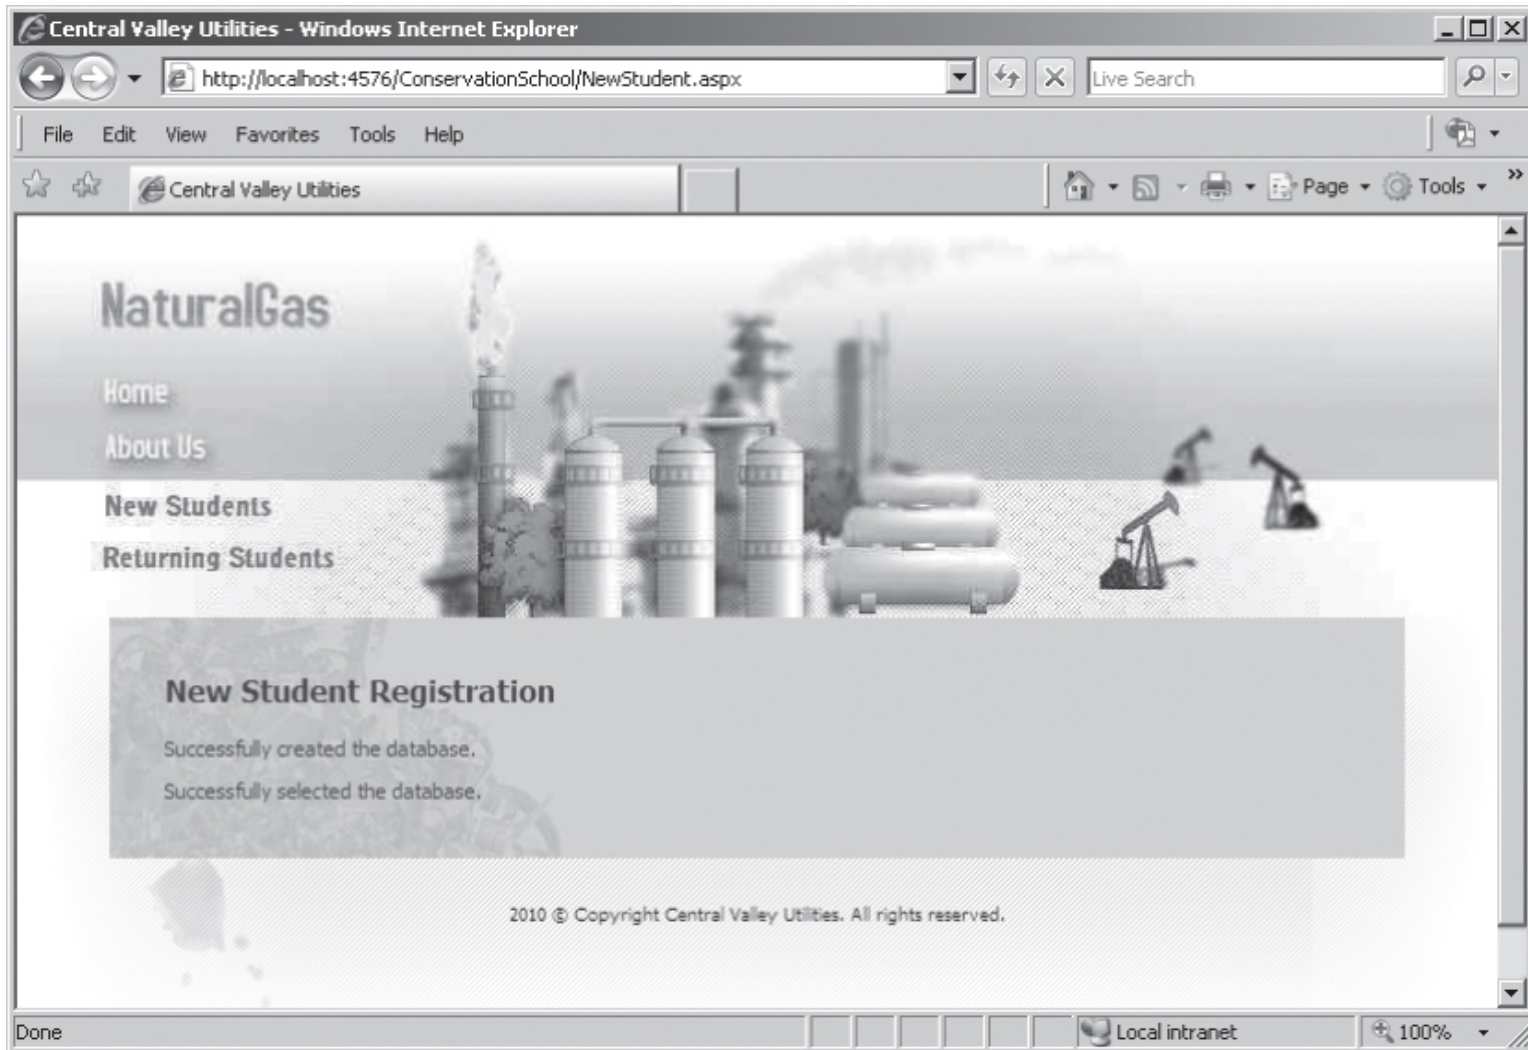 Central Valley Utilities - Windows Internet Explorer
http://localhost:4576/ConservationSchool/NewStudent.aspx
Live Search
File Edit View Favorites Tools Help
Central Valley Utilities
Page Tools »
NaturalGas
Home
About Us
New Students
Returning Students
New Student Registration
Successfully created the database.
Successfully selected the database.
2010 © Copyright Central Valley Utilities. All rights reserved.
Done Local intranet 100%